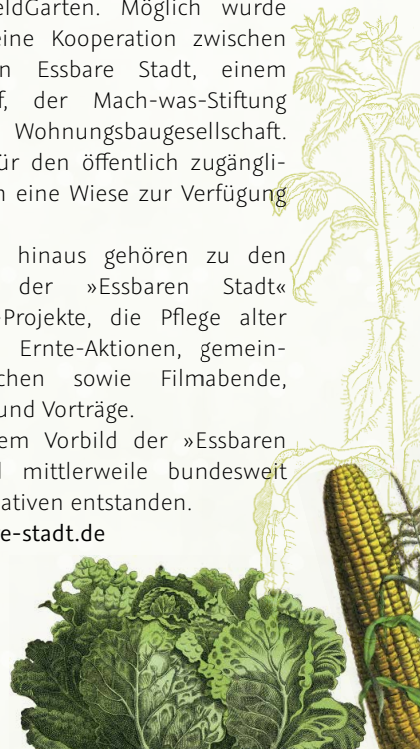 eldGarten. Möglich wurde
eine Kooperation zwischen
n Essbare Stadt, einem
f, der Mach-was-Stiftung
Wohnungsbaugesellschaft.
ür den öffentlich zugängli-
n eine Wiese zur Verfügung
hinaus gehören zu den
der »Essbaren Stadt«
-Projekte, die Pflege alter
Ernte-Aktionen, gemein-
chen sowie Filmabende,
und Vorträge.
em Vorbild der »Essbaren
d mittlerweile bundesweit
ativen entstanden.
e-stadt.de